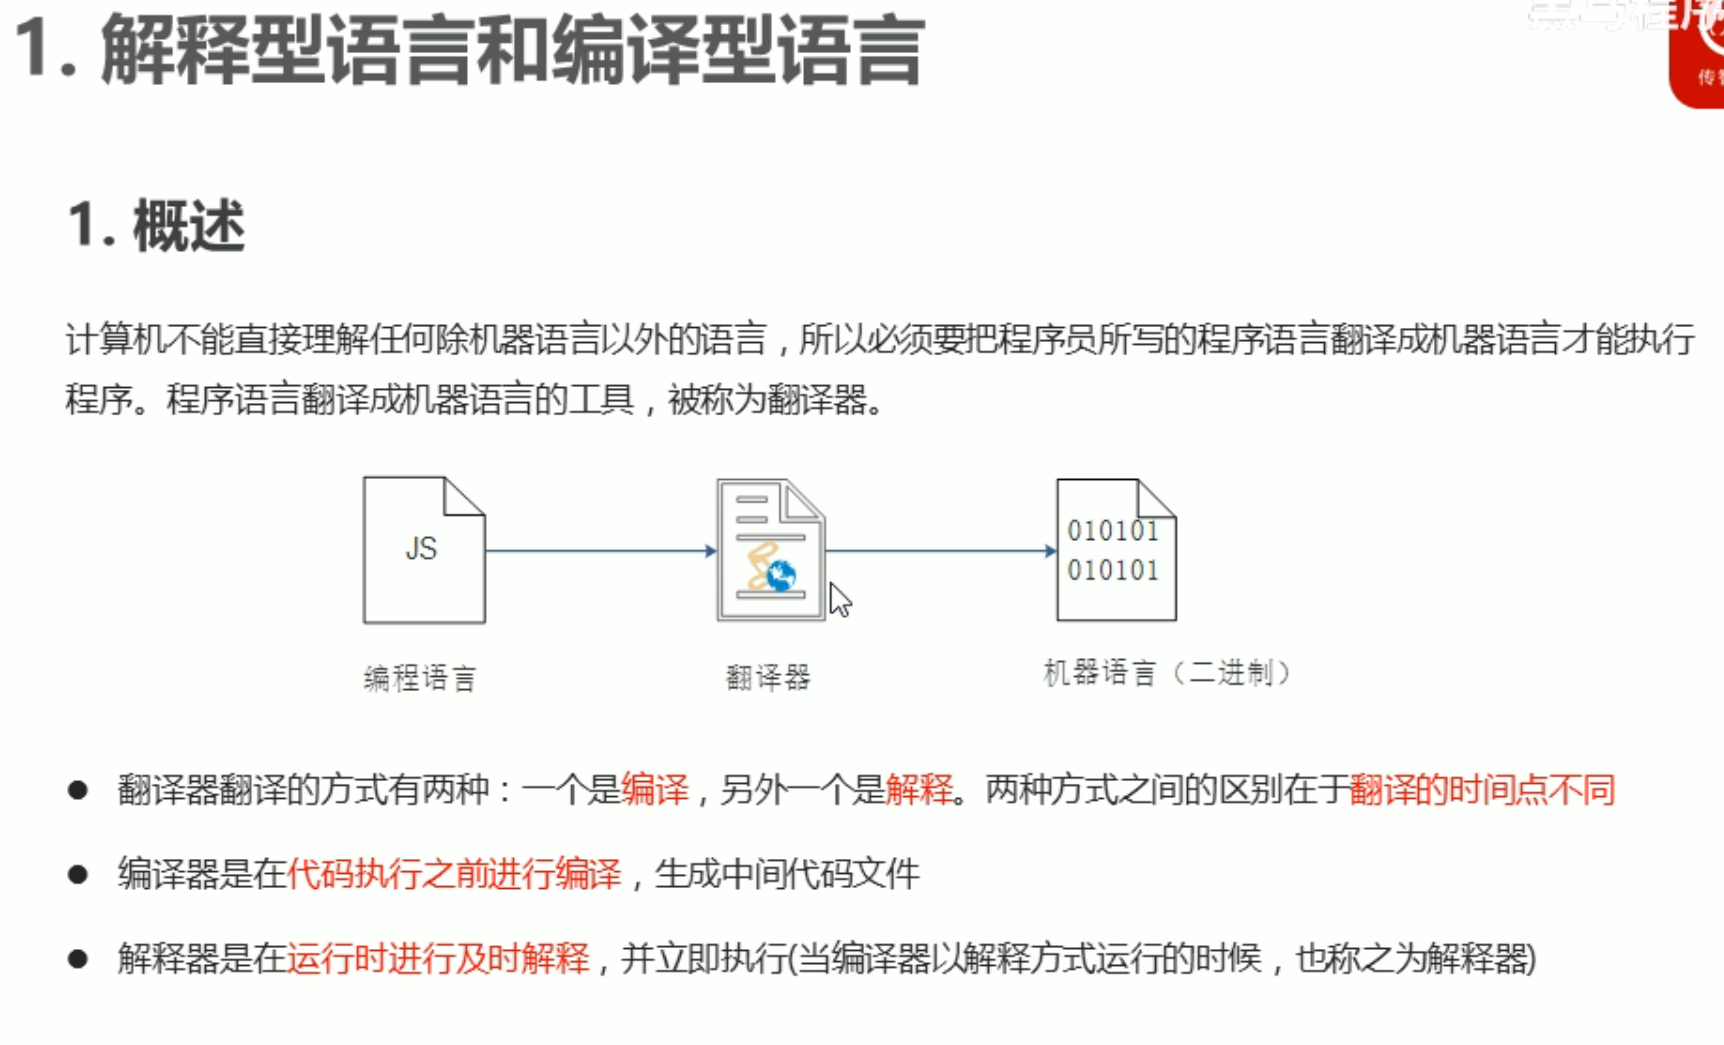 1. 解释型语言和编译型语言
1. 概述
计算机不能直接理解任何除机器语言以外的语言，所以必须要把程序员所写的程序语言翻译成机器语言才能执行
程序。程序语言翻译成机器语言的工具，被称为翻译器。
JS
010101
010101
编程语言
翻译器
机器语言（二进制）
● 翻译器翻译的方式有两种：一个是编译，另外一个是解释。两种方式之间的区别在于翻译的时间点不同
● 编译器是在代码执行之前进行编译，生成中间代码文件
● 解释器是在运行时进行及时解释，并立即执行(当编译器以解释方式运行的时候，也称之为解释器)